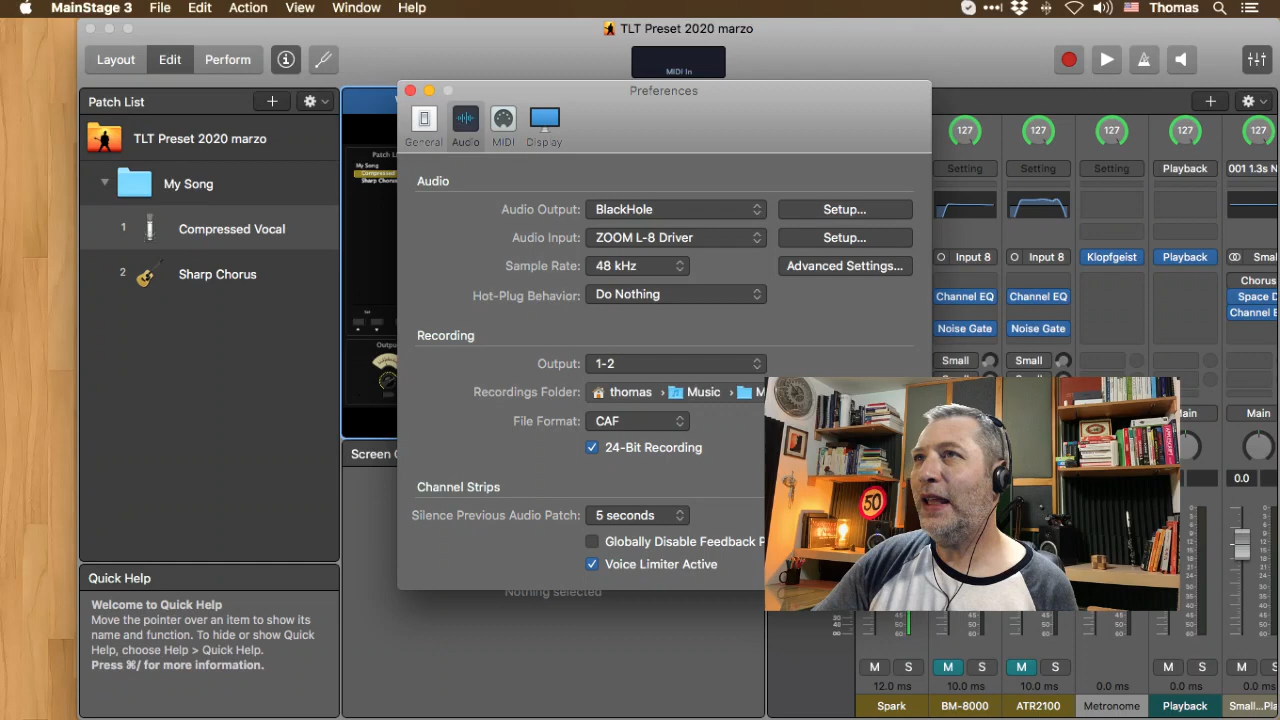 MainStage 3 File Edit Action View Window Help
Thomas
TLT Preset 2020 marzo
Layout Edit Perform
MIDI In
Patch List
Preferences
TLT Preset 2020 marzo
General Audio MIDI Display
127 127 127 127 127
My Song
Setting Setting Setting Playback 001 1.3s N
Patch List
My Song
Compressed
Sharp Chorus
Audio
1 Compressed Vocal
2 Sharp Chorus
Audio Output: BlackHole Setup...
Audio Input: ZOOM L-8 Driver Setup...
Sample Rate: 48 kHz Advanced Settings...
Hot-Plug Behavior: Do Nothing
Input 8 Input 8 Klopfgeist Playback Smal
Chorus
Channel EQ Channel EQ Space D
Channel E
Noise Gate Noise Gate
Recording
Output: 1-2
Recordings Folder: thomas › Music › M
File Format: CAF
24-Bit Recording
Small Small
Main Main
Output
Screen C
Channel Strips
Silence Previous Audio Patch: 5 seconds
Globally Disable Feedback P
Voice Limiter Active
50
0.0
Nothing selected
Quick Help
Welcome to Quick Help
Move the pointer over an item to show its
name and function. To hide or show Quick
Help, choose Help > Quick Help.
Press ⌘/ for more information.
M S M S M S M S M S
12.0 ms 10.0 ms 10.0 ms 0.0 ms 0.0 ms 0.0 ms
Spark BM-8000 ATR2100 Metronome Playback Small...Pla